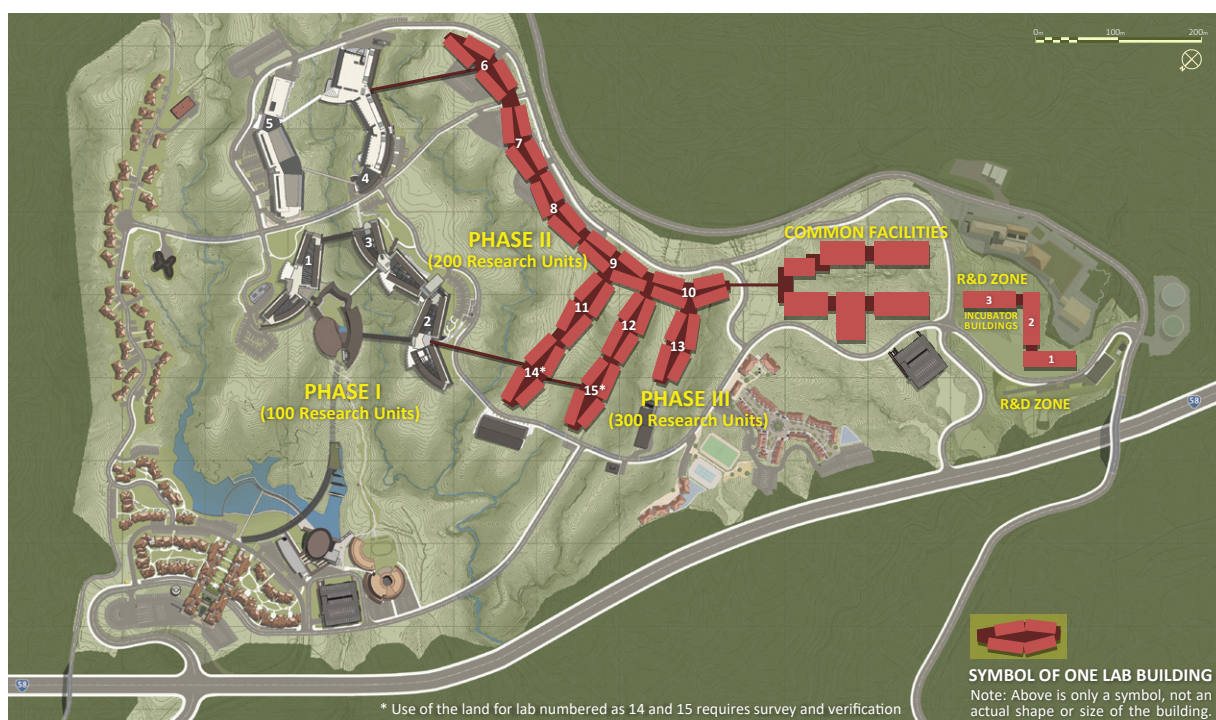 0m 100m 200m
6
5
7
4
8
COMMON FACILITIES
PHASE II
(200 Research Units)
3
1
9
R&D ZONE
10
3
INCUBATOR
BUILDINGS
11
2
12
2
13
1
14*
15*
PHASE I
(100 Research Units)
PHASE III
(300 Research Units)
R&D ZONE
58
58
SYMBOL OF ONE LAB BUILDING
Note: Above is only a symbol, not an
actual shape or size of the building.
* Use of the land for lab numbered as 14 and 15 requires survey and verification